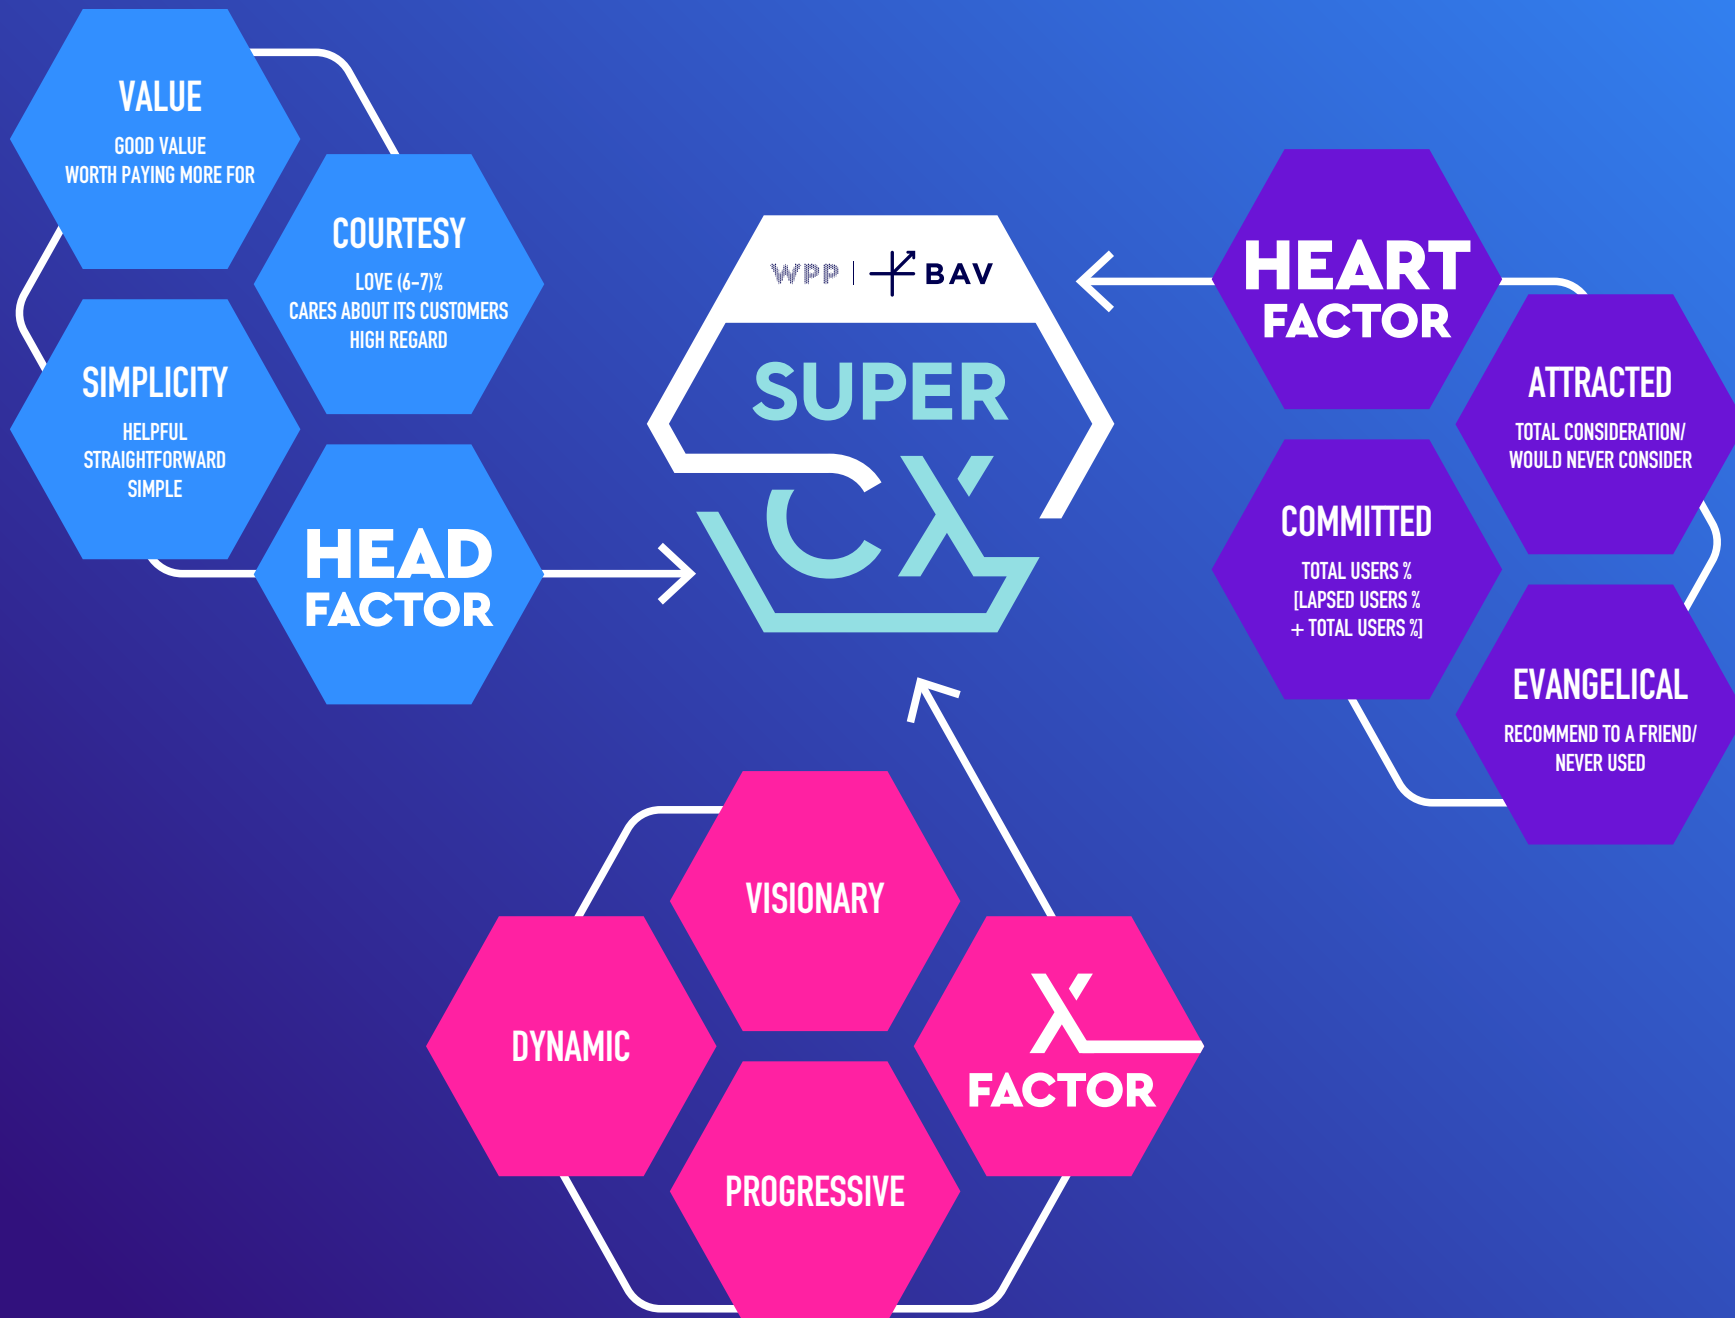 VALUE
GOOD VALUE
WORTH PAYING MORE FOR
COURTESY
LOVE (6-7)%
CARES ABOUT ITS CUSTOMERS
HIGH REGARD
SIMPLICITY
HELPFUL
STRAIGHTFORWARD
SIMPLE
HEAD
FACTOR
WPP | BAV
SUPER
CX
HEART
FACTOR
ATTRACTED
TOTAL CONSIDERATION/
WOULD NEVER CONSIDER
COMMITTED
TOTAL USERS %
[LAPSED USERS %
+ TOTAL USERS %]
EVANGELICAL
RECOMMEND TO A FRIEND/
NEVER USED
VISIONARY
DYNAMIC
X
FACTOR
PROGRESSIVE